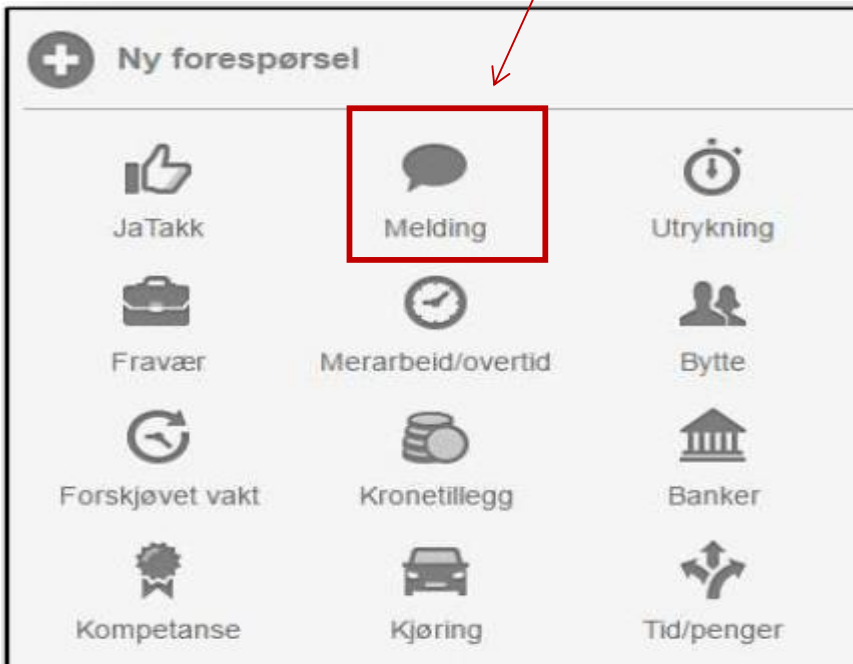 Ny forespørsel
JaTakk Melding Utrykning
Fravær Merarbeid/overtid Bytte
Forskjøvet vakt Kronetillegg Banker
Kompetanse Kjøring Tid/penger